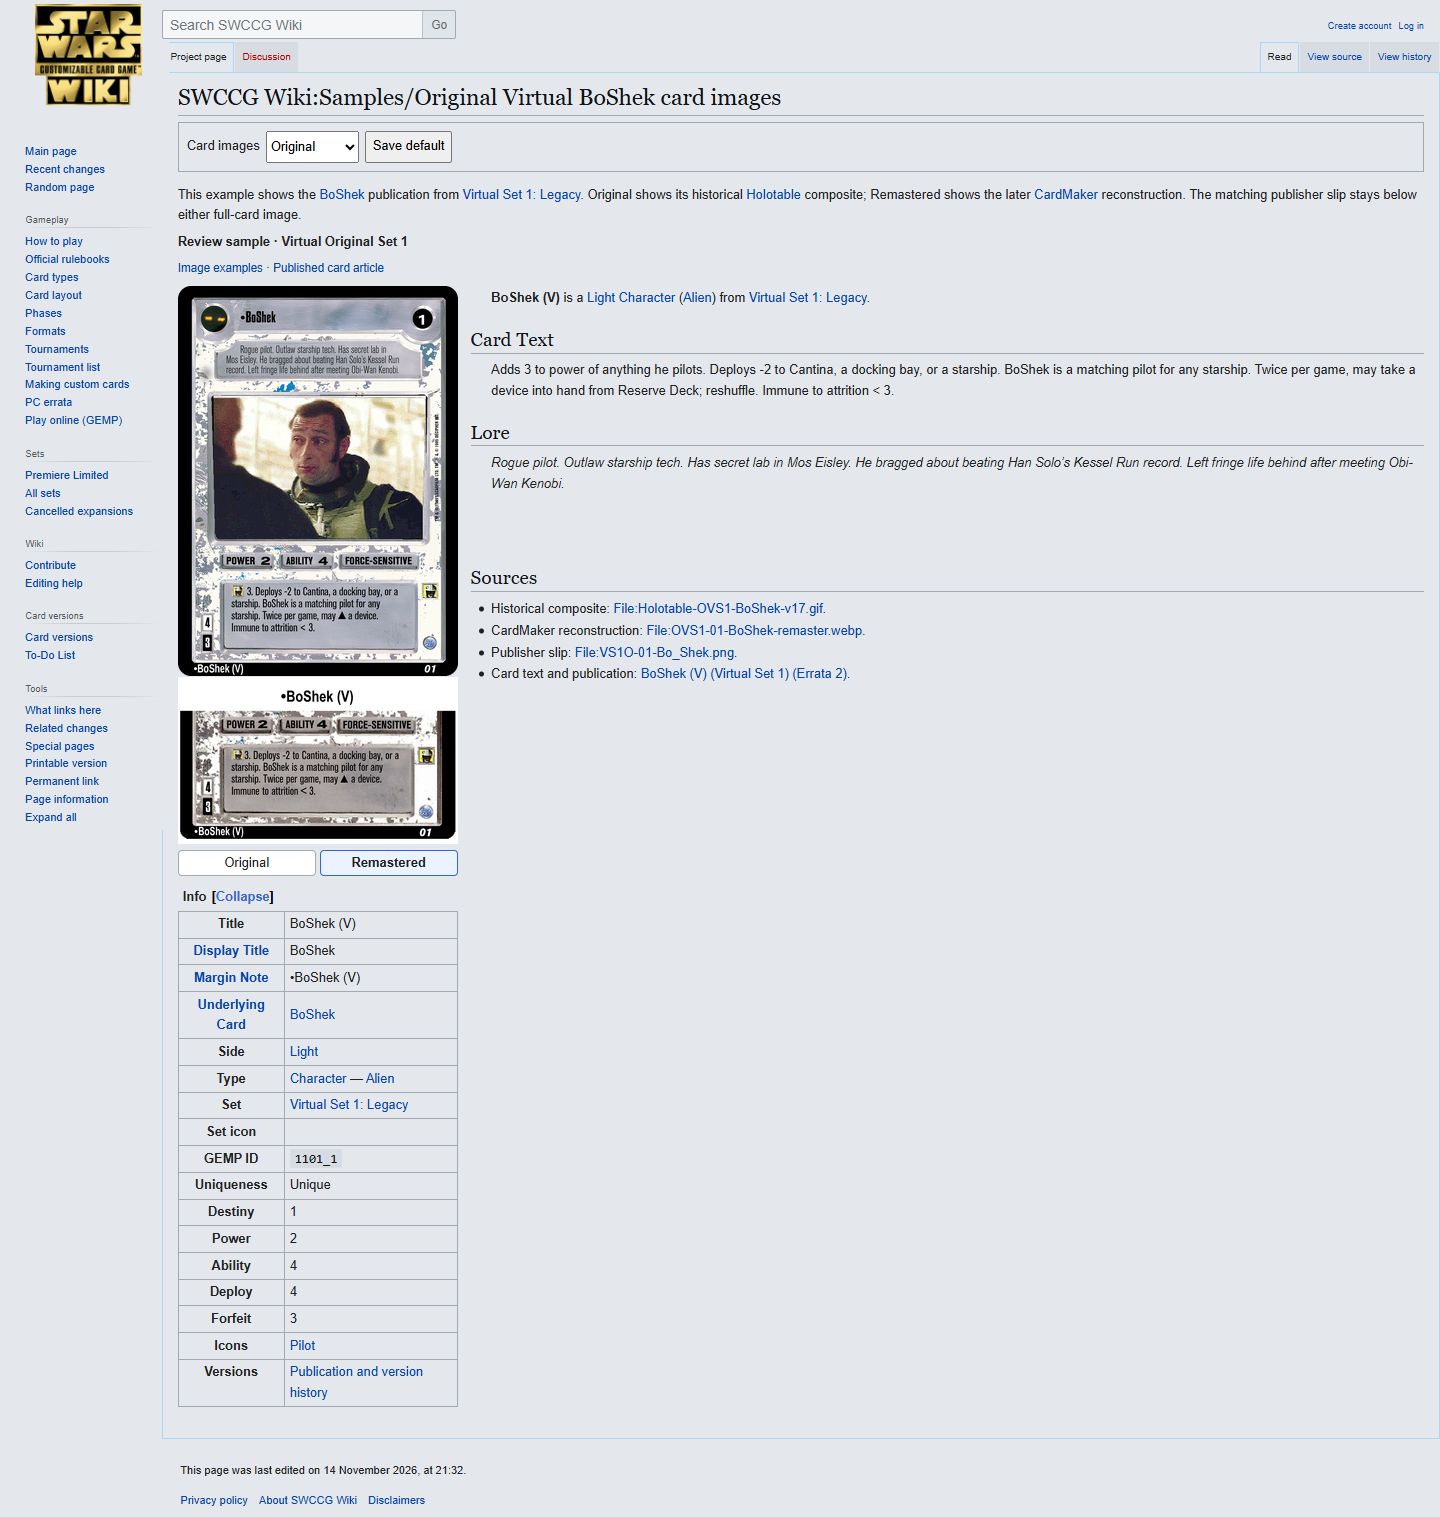 STAR WARS
CUSTOMIZABLE CARD GAME
WIKI
Search SWCCG Wiki
Go
Create account
Log in
Project page
Discussion
Read
View source
View history
SWCCG Wiki:Samples/Original Virtual BoShek card images
Card images
Original
Save default
Main page
Recent changes
Random page
Gameplay
How to play
Official rulebooks
Card types
Card layout
Phases
Formats
Tournaments
Tournament list
Making custom cards
PC errata
Play online (GEMP)
Sets
Premiere Limited
All sets
Cancelled expansions
Wiki
Contribute
Editing help
Card versions
Card versions
To-Do List
Tools
What links here
Related changes
Special pages
Printable version
Permanent link
Page information
Expand all
This example shows the BoShek publication from Virtual Set 1: Legacy. Original shows its historical Holotable composite; Remastered shows the later CardMaker reconstruction. The matching publisher slip stays below
either full-card image.
Review sample · Virtual Original Set 1
Image examples · Published card article
•BoShek
1
Rogue pilot. Outlaw starship tech. Has secret lab in
Mos Eisley. He bragged about beating Han Solo's Kessel Run
record. Left fringe life behind after meeting Obi-Wan Kenobi.
POWER 2
ABILITY 4
FORCE-SENSITIVE
3. Deploys -2 to Cantina, a docking bay, or a
starship. BoShek is a matching pilot for any
starship. Twice per game, may ▲ a device.
Immune to attrition < 3.
4
3
•BoShek (V)
01
•BoShek (V)
POWER 2
ABILITY 4
FORCE-SENSITIVE
3. Deploys -2 to Cantina, a docking bay, or a
starship. BoShek is a matching pilot for any
starship. Twice per game, may ▲ a device.
Immune to attrition < 3.
4
3
•BoShek (V)
01
Original
Remastered
Info [Collapse]
Title BoShek (V)
Display Title BoShek
Margin Note •BoShek (V)
Underlying
Card
BoShek
Side Light
Type Character — Alien
Set Virtual Set 1: Legacy
Set icon
GEMP ID 1101_1
Uniqueness Unique
Destiny 1
Power 2
Ability 4
Deploy 4
Forfeit 3
Icons Pilot
Versions Publication and version
history
BoShek (V) is a Light Character (Alien) from Virtual Set 1: Legacy.
Card Text
Adds 3 to power of anything he pilots. Deploys -2 to Cantina, a docking bay, or a starship. BoShek is a matching pilot for any starship. Twice per game, may take a
device into hand from Reserve Deck; reshuffle. Immune to attrition < 3.
Lore
Rogue pilot. Outlaw starship tech. Has secret lab in Mos Eisley. He bragged about beating Han Solo's Kessel Run record. Left fringe life behind after meeting Obi-
Wan Kenobi.
Sources
Historical composite: File:Holotable-OVS1-BoShek-v17.gif.
CardMaker reconstruction: File:OVS1-01-BoShek-remaster.webp.
Publisher slip: File:VS1O-01-Bo_Shek.png.
Card text and publication: BoShek (V) (Virtual Set 1) (Errata 2).
This page was last edited on 14 November 2026, at 21:32.
Privacy policy
About SWCCG Wiki
Disclaimers